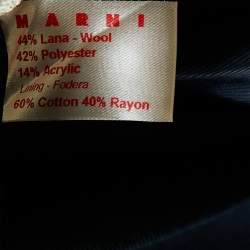 MARNI
44% Lana - Wool
42% Polyester
14% Acrylic
Lining - Fodera
60% Cotton 40% Rayon